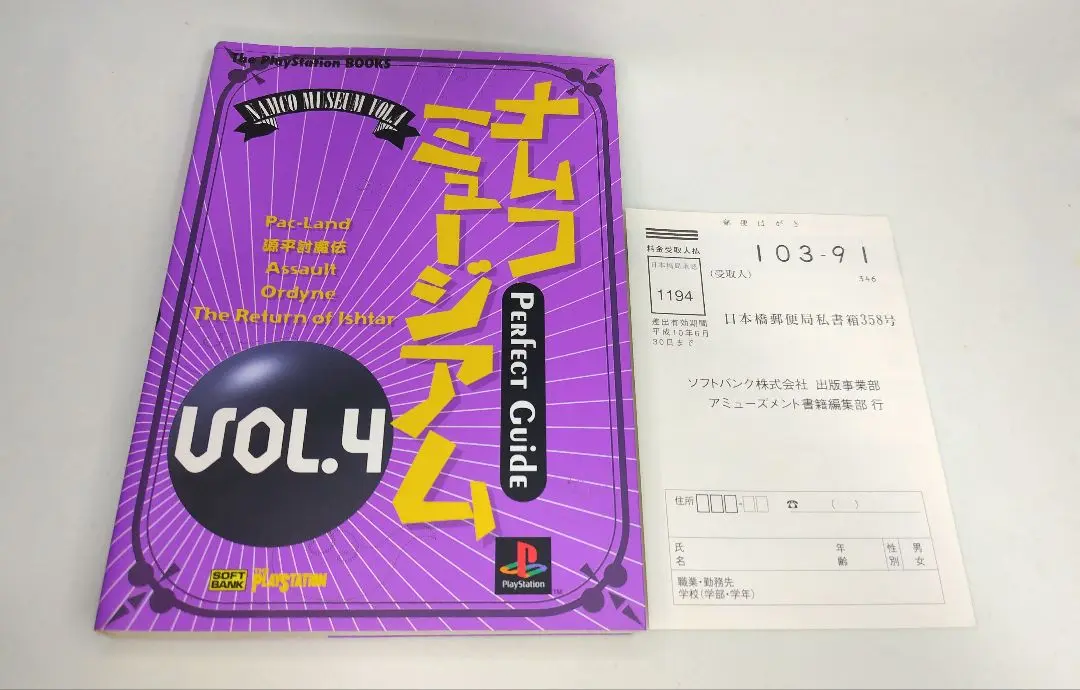 The PlayStation BOOKS
NAMCO MUSEUM VOL.4
ナムコ
ミュージアム
PERFECT GUIDE
Pac-Land
源平討魔伝
Assault
Ordyne
The Return of Ishtar
VOL.4
SOFT
BANK
THE
PLAYSTATION
PlayStation
TM
郵便はがき
料金受取人払
日本橋局承認
1194
差出有効期間
平成10年6月
30日まで
103-91
(受取人)
346
日本橋郵便局私書箱358号
ソフトバンク株式会社 出版事業部
アミューズメント書籍編集部 行
住所
☎ ( )
氏名
年齢
性別
男
女
職業・勤務先
学校(学部・学年)